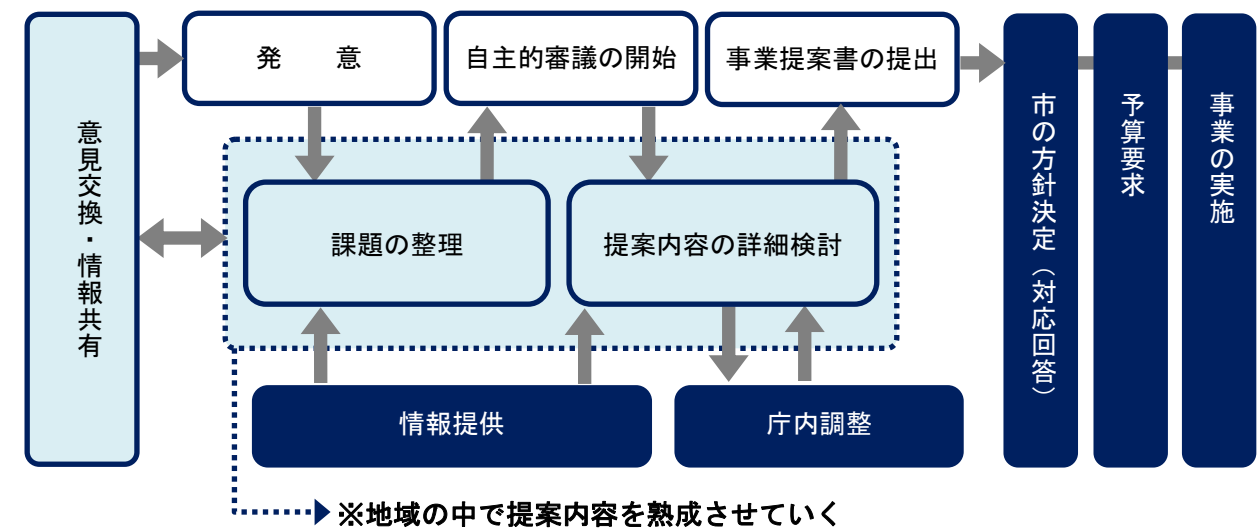 意見交換・情報共有
発　　意
自主的審議の開始
事業提案書の提出
課題の整理
提案内容の詳細検討
情報提供
庁内調整
市の方針決定（対応回答）
予算要求
事業の実施
※地域の中で提案内容を熟成させていく